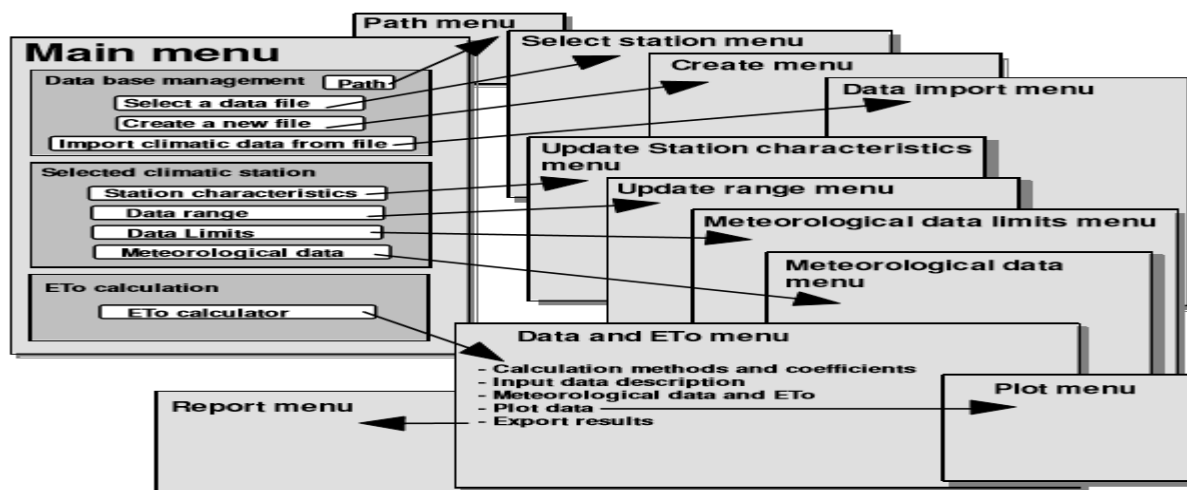 Path menu
Main menu
Data base management
Path
Select a data file
Create a new file
Import climatic data from file
Selected climatic station
Station characteristics
Data range
Data Limits
Meteorological data
ETo calculation
ETo calculator
Select station menu
Create menu
Data import menu
Update Station characteristics
menu
Update range menu
Meteorological data limits menu
Meteorological data
menu
Data and ETo menu
- Calculation methods and coefficients
- Input data description
- Meteorological data and ETo
- Plot data
- Export results
Plot menu
Report menu